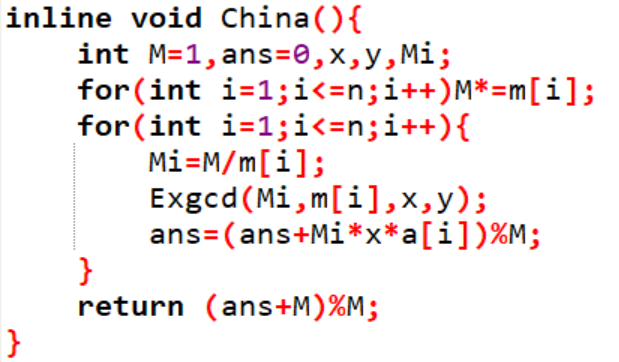 inline void China(){
    int M=1,ans=0,x,y,Mi;
    for(int i=1;i<=n;i++)M*=m[i];
    for(int i=1;i<=n;i++){
        Mi=M/m[i];
        Exgcd(Mi,m[i],x,y);
        ans=(ans+Mi*x*a[i])%M;
    }
    return (ans+M)%M;
}